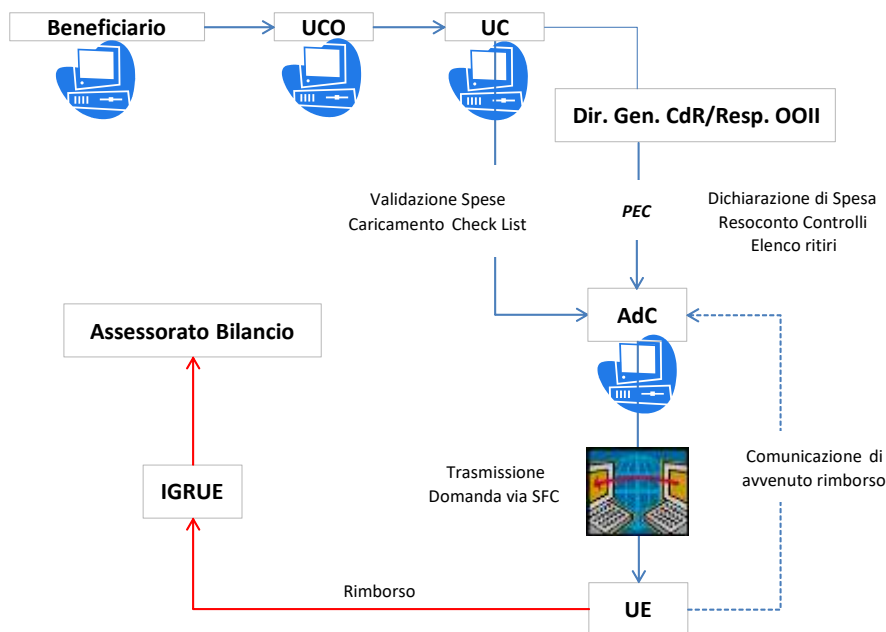 Beneficiario
UCO
UC
Dir. Gen. CdR/Resp. OOII
Validazione Spese
Caricamento Check List
PEC
Dichiarazione di Spesa
Resoconto Controlli
Elenco ritiri
AdC
Assessorato Bilancio
IGRUE
Trasmissione
Domanda via SFC
Comunicazione di
avvenuto rimborso
Rimborso
UE